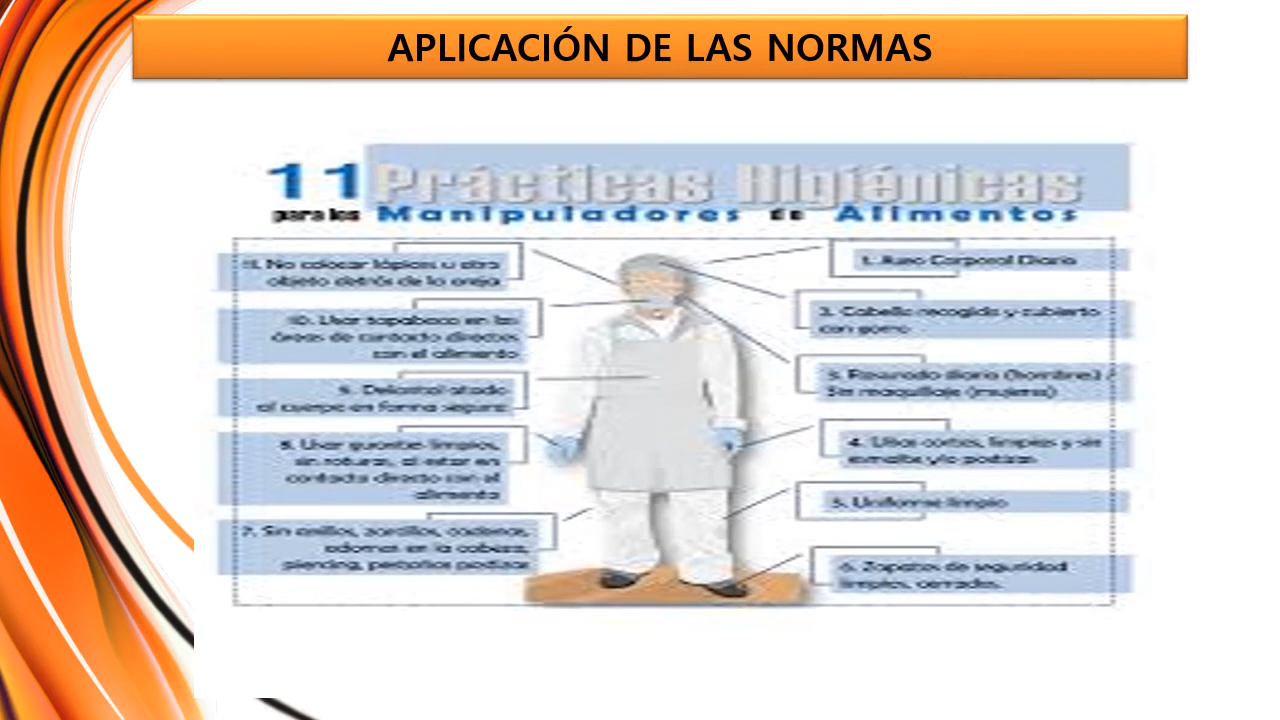 APLICACIÓN DE LAS NORMAS
11 Prácticas Higiénicas
para los Manipuladores de Alimentos
1. Aseo Corporal Diario
2. Cabello recogido y cubierto
con gorro
3. Rasurado diario (hombres) /
Sin maquillaje (mujeres)
4. Uñas cortas, limpias y sin
esmalte y/o postizas
5. Uniforme limpio
6. Zapatos de seguridad
limpios, cerrados.
7. Sin anillos, zarcillos, cadenas,
adornos en la cabeza,
piercing, pestañas postizas
8. Usar guantes limpios,
sin roturas, al estar en
contacto directo con el
alimento
9. Delantal atado
al cuerpo en forma segura
10. Usar tapaboca en las
áreas de contacto directos
con el alimento
11. No colocar lápices u otro
objeto detrás de la oreja